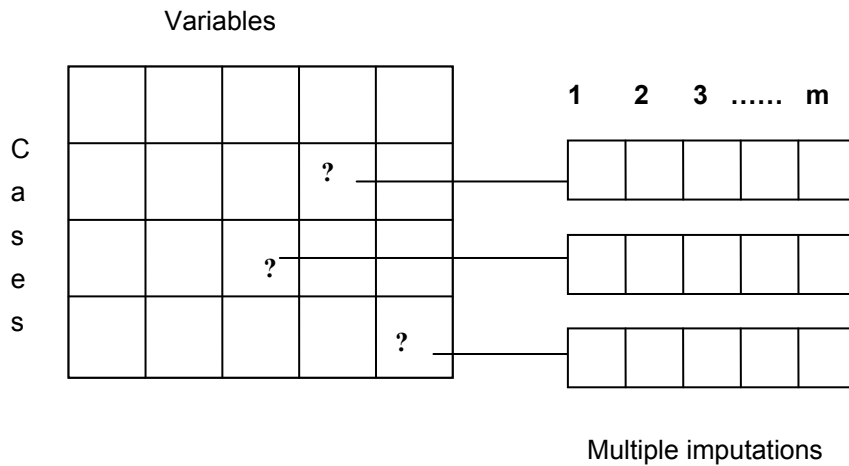 Variables
1 2 3 …… m
C
a
s
e
s
?
?
?
Multiple imputations